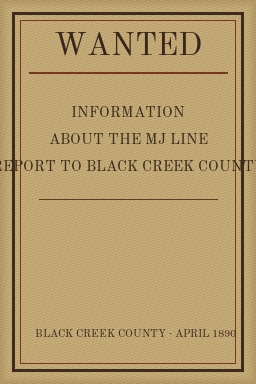 WANTED
INFORMATION
ABOUT THE MJ LINE
REPORT TO BLACK CREEK COUNTY
BLACK CREEK COUNTY · APRIL 1890